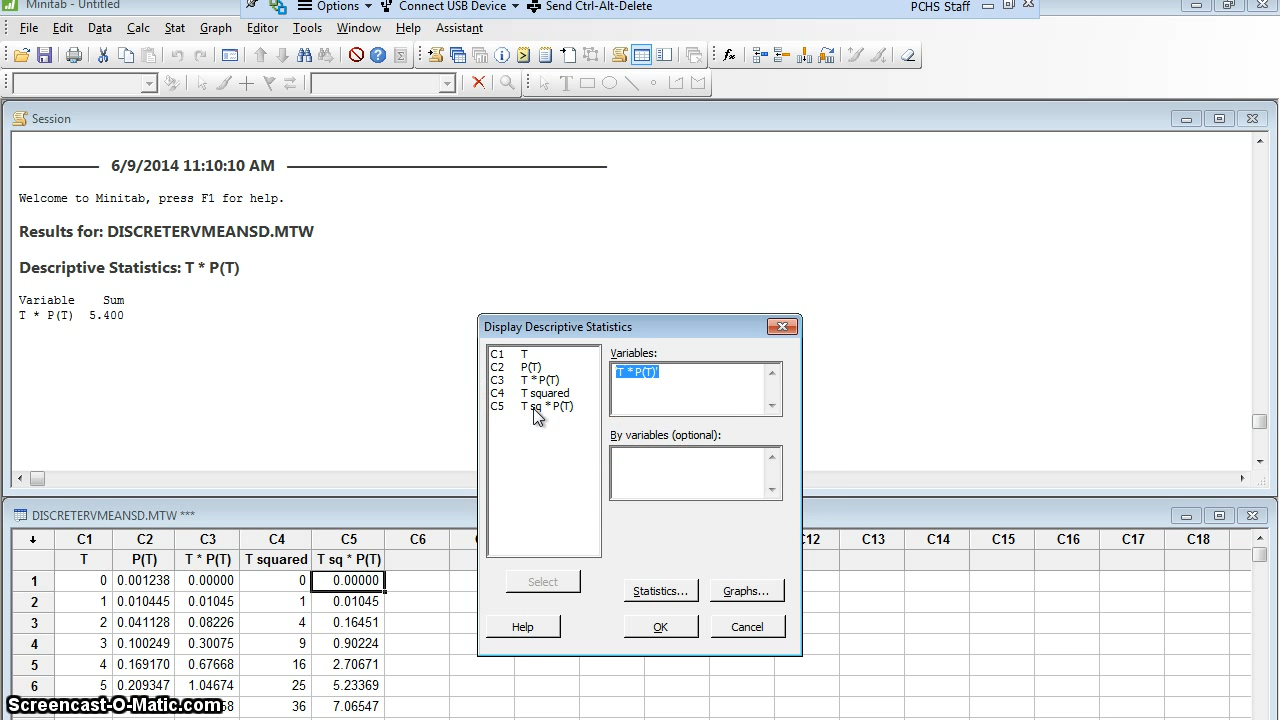 Minitab - Untitled
Options
Connect USB Device
Send Ctrl-Alt-Delete
PCHS Staff
File Edit Data Calc Stat Graph Editor Tools Window Help Assistant
Session
6/9/2014 11:10:10 AM
Welcome to Minitab, press F1 for help.
Results for: DISCRETERVMEANSD.MTW
Descriptive Statistics: T * P(T)
Variable Sum
T * P(T) 5.400
Display Descriptive Statistics
C1 T
C2 P(T)
C3 T * P(T)
C4 T squared
C5 T sq * P(T)
Variables:
'T * P(T)'
By variables (optional):
Select
Statistics...
Graphs...
Help
OK
Cancel
DISCRETERVMEANSD.MTW ***
C1 C2 C3 C4 C5 C6 C12 C13 C14 C15 C16 C17 C18
T P(T) T * P(T) T squared T sq * P(T)
1 0 0.001238 0.00000 0 0.00000
2 1 0.010445 0.01045 1 0.01045
3 2 0.041128 0.08226 4 0.16451
4 3 0.100249 0.30075 9 0.90224
5 4 0.169170 0.67668 16 2.70671
6 5 0.209347 1.04674 25 5.23369
36 7.06547
Screencast-O-Matic.com